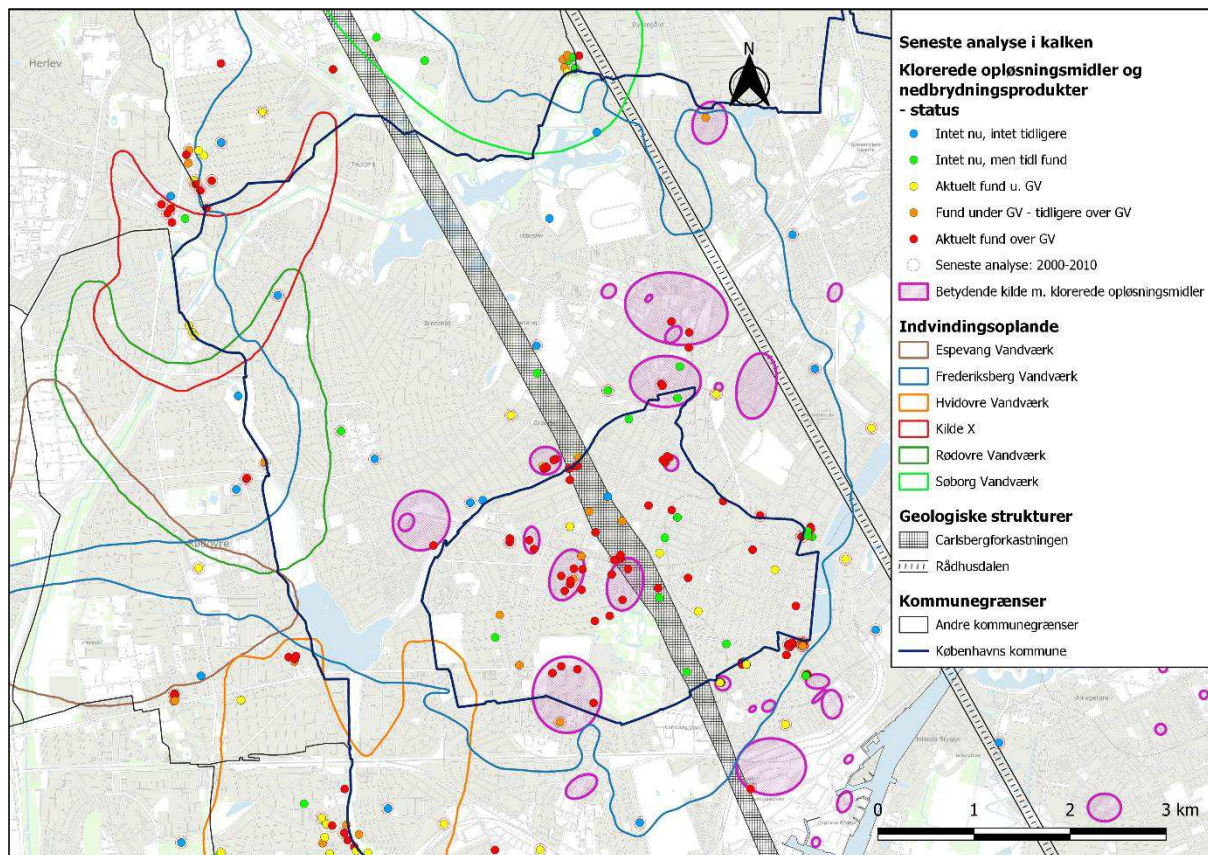 Herlev
Utterslev
Brønshøj
Rødovre
N
Seneste analyse i kalken
Klorerede opløsningsmidler og
nedbrydningsprodukter
- status
Intet nu, intet tidligere
Intet nu, men tidl fund
Aktuelt fund u. GV
Fund under GV - tidligere over GV
Aktuelt fund over GV
Seneste analyse: 2000-2010
Betydende kilde m. klorerede opløsningsmidler
Indvindingsoplande
Espevang Vandværk
Frederiksberg Vandværk
Hvidovre Vandværk
Kilde X
Rødovre Vandværk
Søborg Vandværk
Geologiske strukturer
Carlsbergforkastningen
Rådhusdalen
Kommunegrænser
Andre kommunegrænser
Københavns kommune
0 1 2 3 km